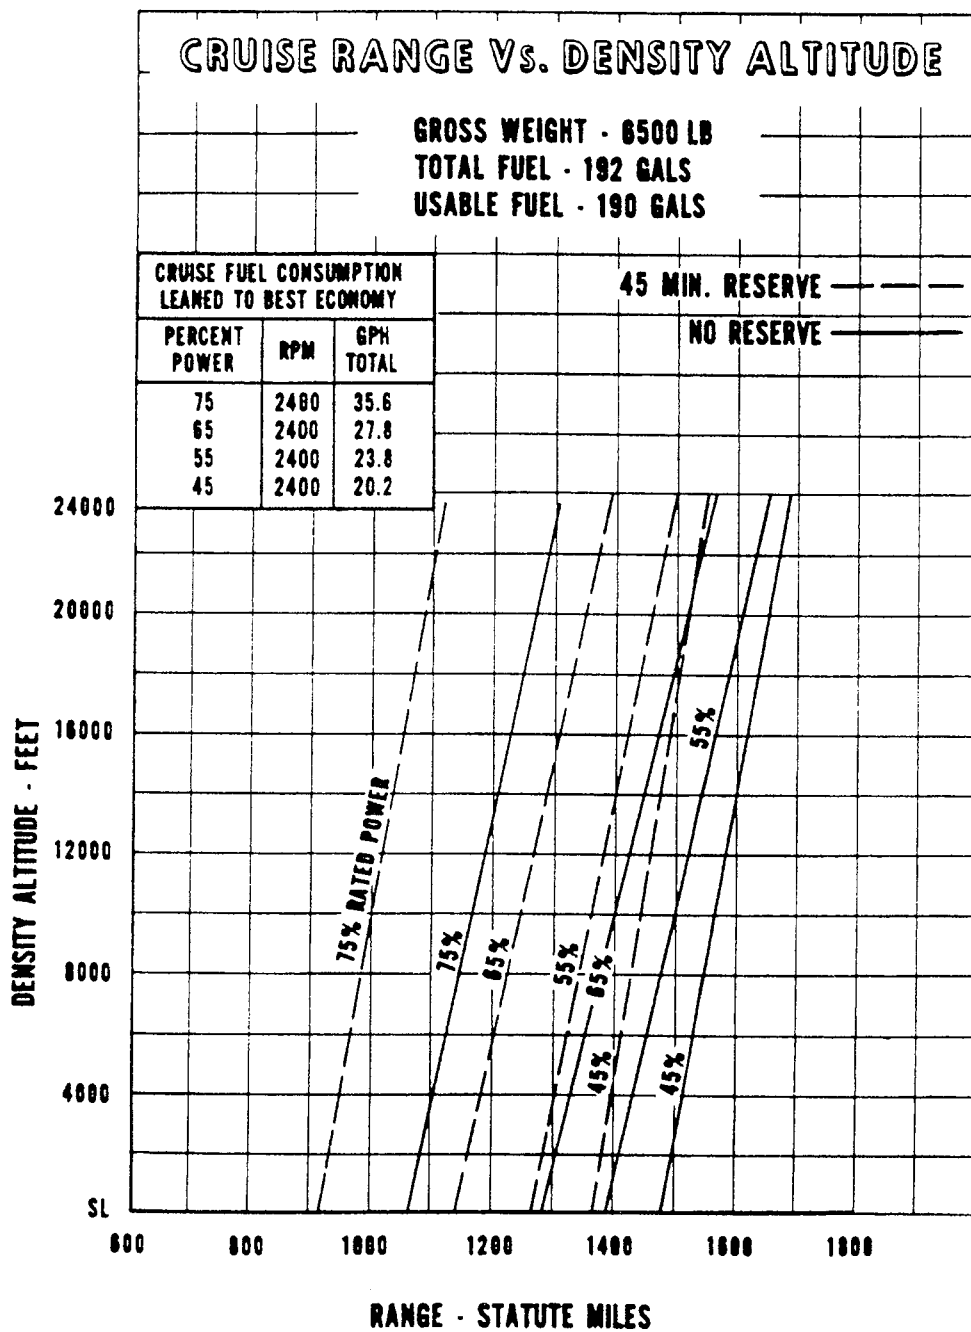 CRUISE RANGE Vs. DENSITY ALTITUDE
GROSS WEIGHT - 6500 LB
TOTAL FUEL - 192 GALS
USABLE FUEL - 190 GALS
CRUISE FUEL CONSUMPTION
LEANED TO BEST ECONOMY
PERCENT POWER RPM GPH TOTAL
75 2480 35.6
65 2400 27.8
55 2400 23.8
45 2400 20.2
45 MIN. RESERVE
NO RESERVE
24000
20000
16000
12000
8000
4000
SL
DENSITY ALTITUDE - FEET
75% RATED POWER
75%
65%
55%
65%
45%
55%
45%
600 800 1000 1200 1400 1600 1800
RANGE - STATUTE MILES